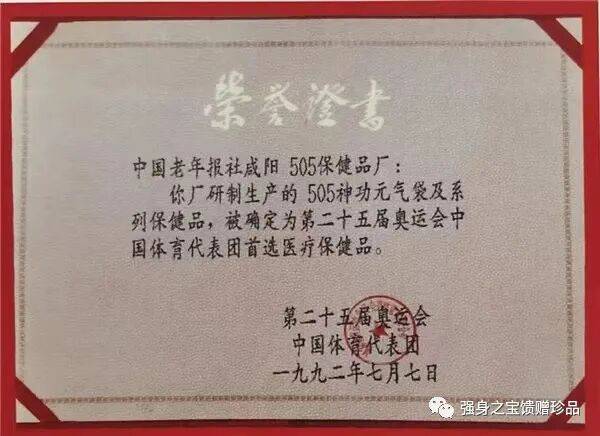 榮誉證書
中国老年报社咸阳 505保健品厂：
你厂研制生产的 505神功元气袋及系
列保健品，被确定为第二十五届奥运会中
国体育代表团首选医疗保健品。
第二十五届奥运会
中国体育代表团
一九九二年七月七日
强身之宝馈赠珍品